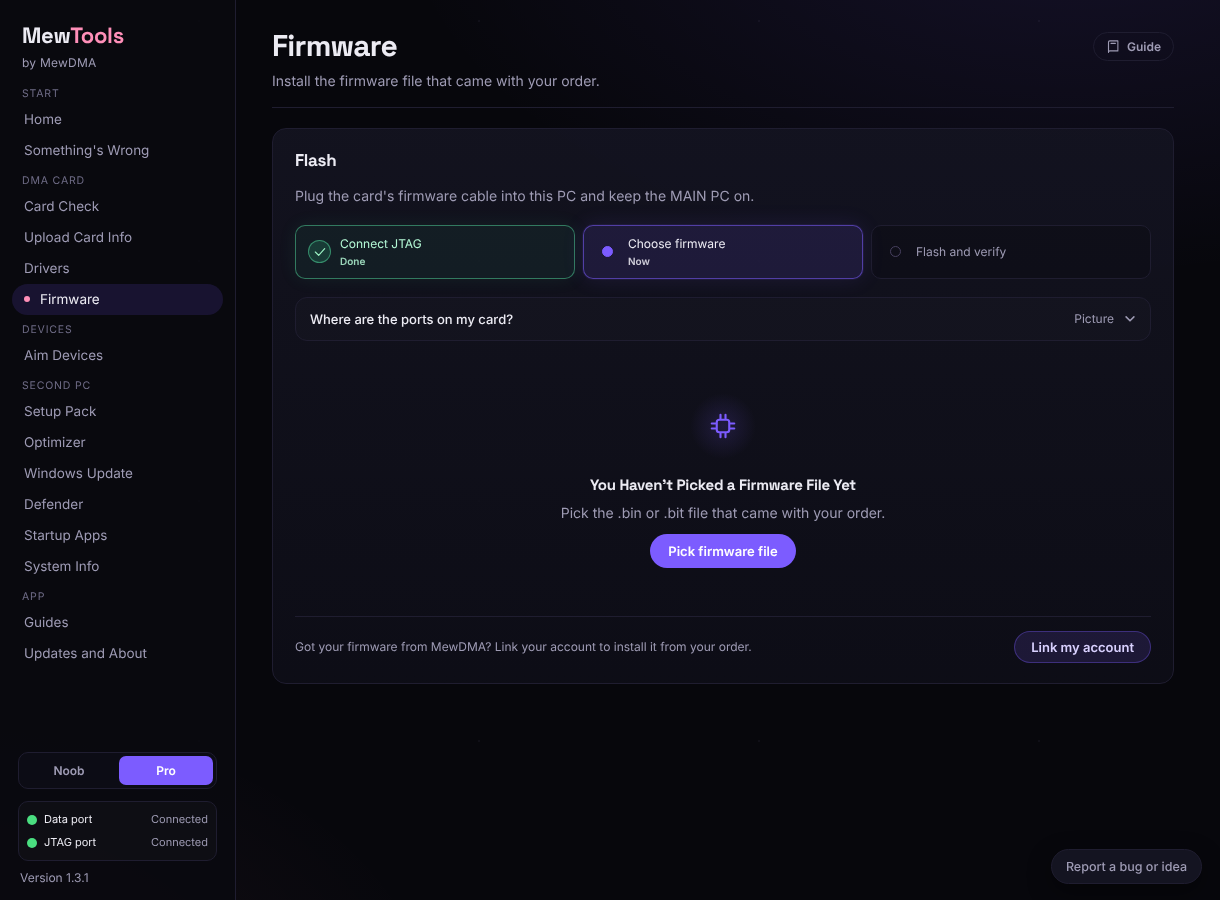 MewTools
by MewDMA
START
Home
Something's Wrong
DMA CARD
Card Check
Upload Card Info
Drivers
Firmware
DEVICES
Aim Devices
SECOND PC
Setup Pack
Optimizer
Windows Update
Defender
Startup Apps
System Info
APP
Guides
Updates and About
Noob
Pro
Data port Connected
JTAG port Connected
Version 1.3.1
Firmware
Guide
Install the firmware file that came with your order.
Flash
Plug the card's firmware cable into this PC and keep the MAIN PC on.
Connect JTAG
Done
Choose firmware
Now
Flash and verify
Where are the ports on my card?
Picture
You Haven't Picked a Firmware File Yet
Pick the .bin or .bit file that came with your order.
Pick firmware file
Got your firmware from MewDMA? Link your account to install it from your order.
Link my account
Report a bug or idea